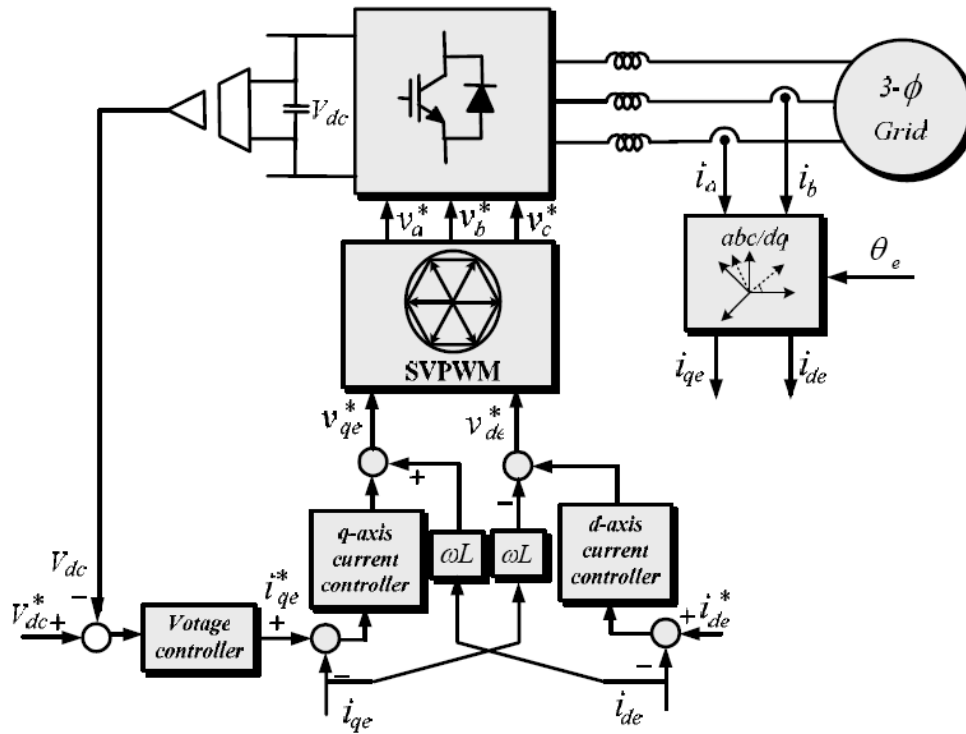 3-ϕ
Grid
V_dc
i_a
i_b
v_a^*
v_b^*
v_c^*
abc/dq
θ_e
SVPWM
i_qe
i_de
v_qe^*
v_de^*
+
-
q-axis
current
controller
ωL
ωL
d-axis
current
controller
V_dc
-
V_dc^*
+
i_qe^*
+
Votage
controller
+
i_de^*
-
-
i_qe
i_de